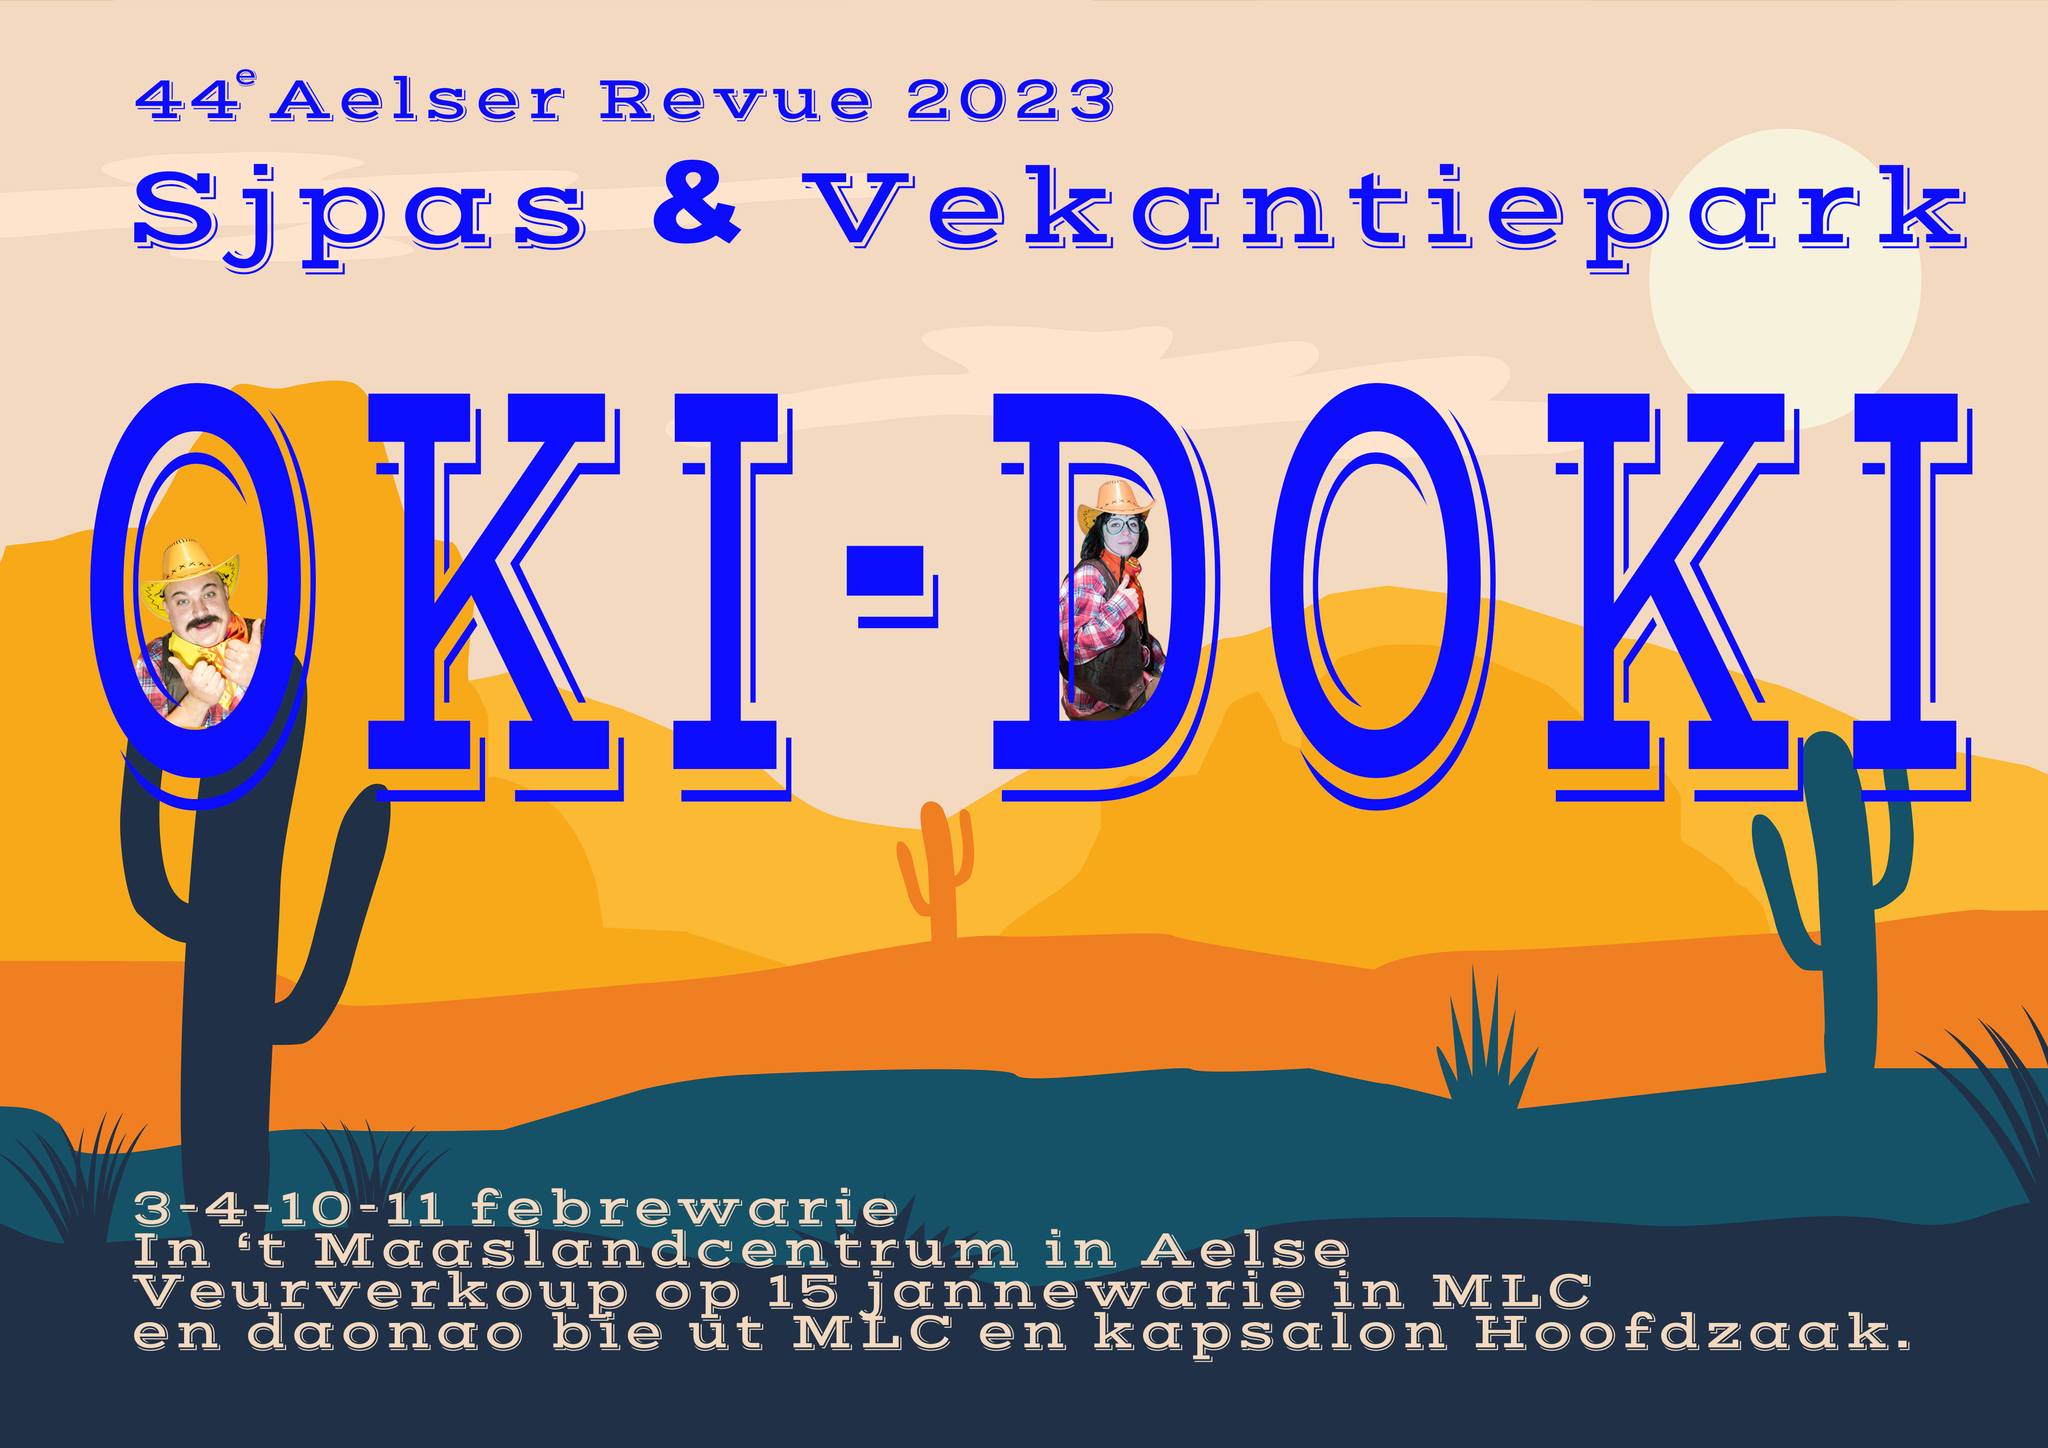 44e Aelser Revue 2023
Sjpas & Vekantiepark
OKI-DOKI
3-4-10-11 febrewarie
In ‘t Maaslandcentrum in Aelse
Veurverkoup op 15 jannewarie in MLC
en daonao bie ut MLC en kapsalon Hoofdzaak.